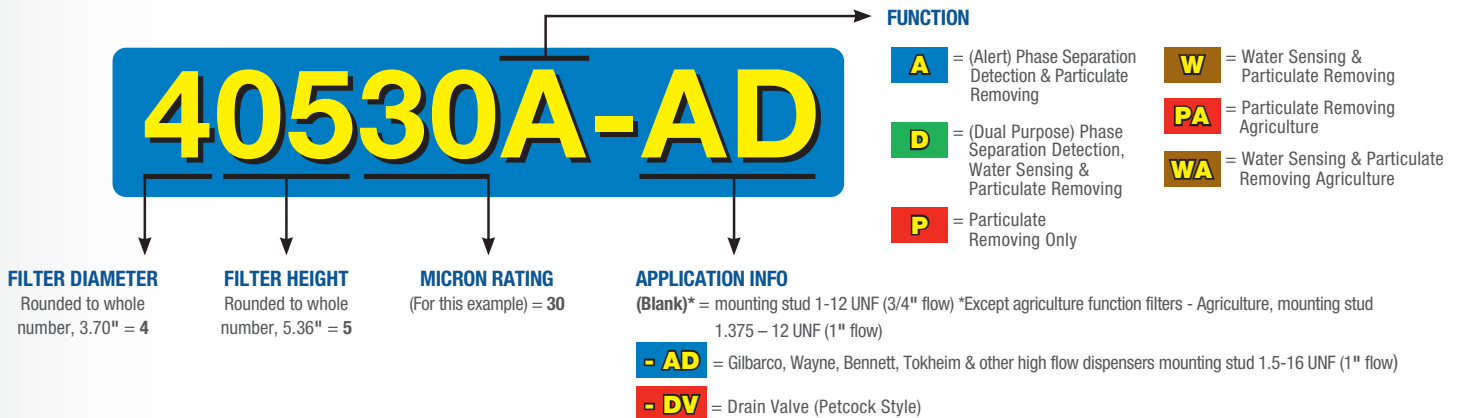 FUNCTION
40530A-AD
A = (Alert) Phase Separation
Detection & Particulate
Removing
D = (Dual Purpose) Phase
Separation Detection,
Water Sensing &
Particulate Removing
P = Particulate
Removing Only
W = Water Sensing &
Particulate Removing
PA = Particulate Removing
Agriculture
WA = Water Sensing & Particulate
Removing Agriculture
FILTER DIAMETER
Rounded to whole
number, 3.70" = 4
FILTER HEIGHT
Rounded to whole
number, 5.36" = 5
MICRON RATING
(For this example) = 30
APPLICATION INFO
(Blank)* = mounting stud 1-12 UNF (3/4" flow) *Except agriculture function filters - Agriculture, mounting stud
1.375 – 12 UNF (1" flow)
- AD = Gilbarco, Wayne, Bennett, Tokheim & other high flow dispensers mounting stud 1.5-16 UNF (1" flow)
- DV = Drain Valve (Petcock Style)